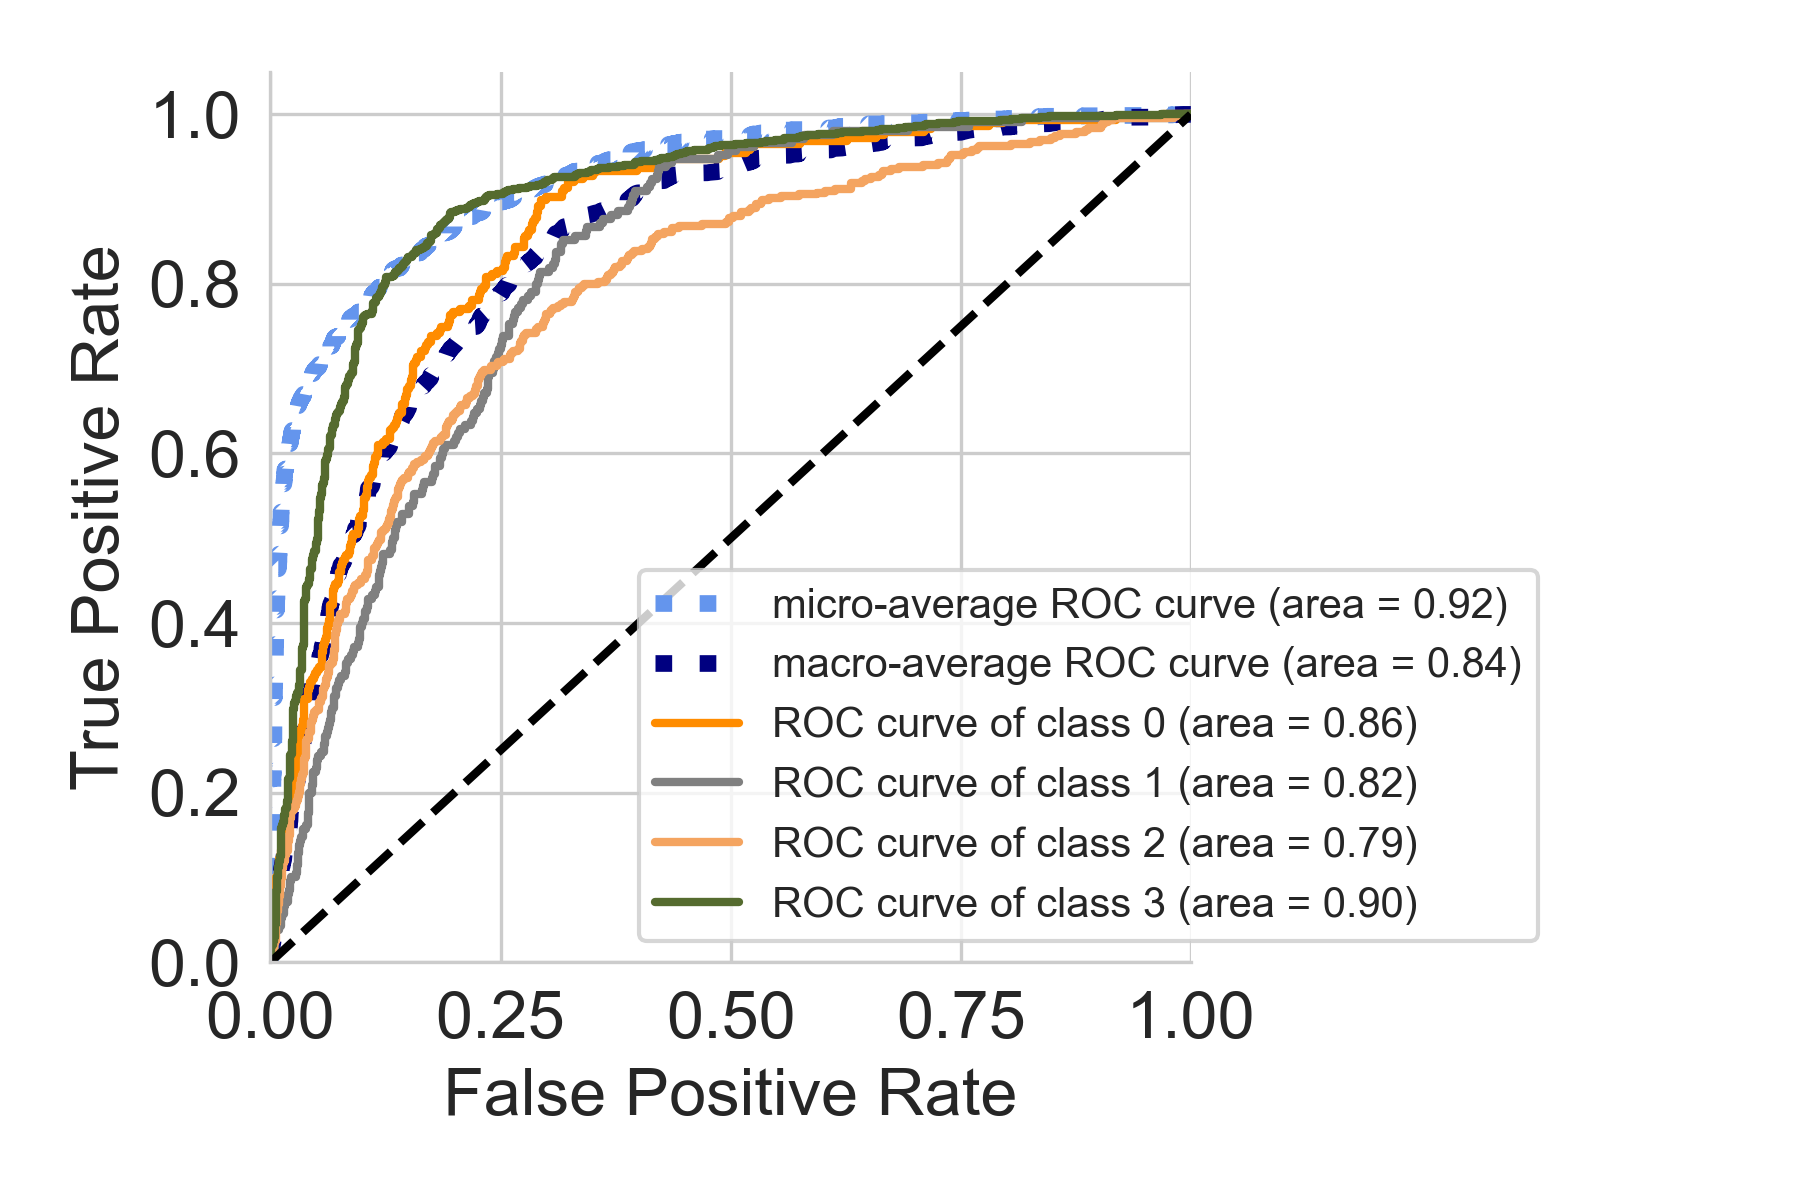 True Positive Rate
1.0
0.8
0.6
0.4
0.2
0.0
0.00 0.25 0.50 0.75 1.00
False Positive Rate
micro-average ROC curve (area = 0.92)
macro-average ROC curve (area = 0.84)
ROC curve of class 0 (area = 0.86)
ROC curve of class 1 (area = 0.82)
ROC curve of class 2 (area = 0.79)
ROC curve of class 3 (area = 0.90)